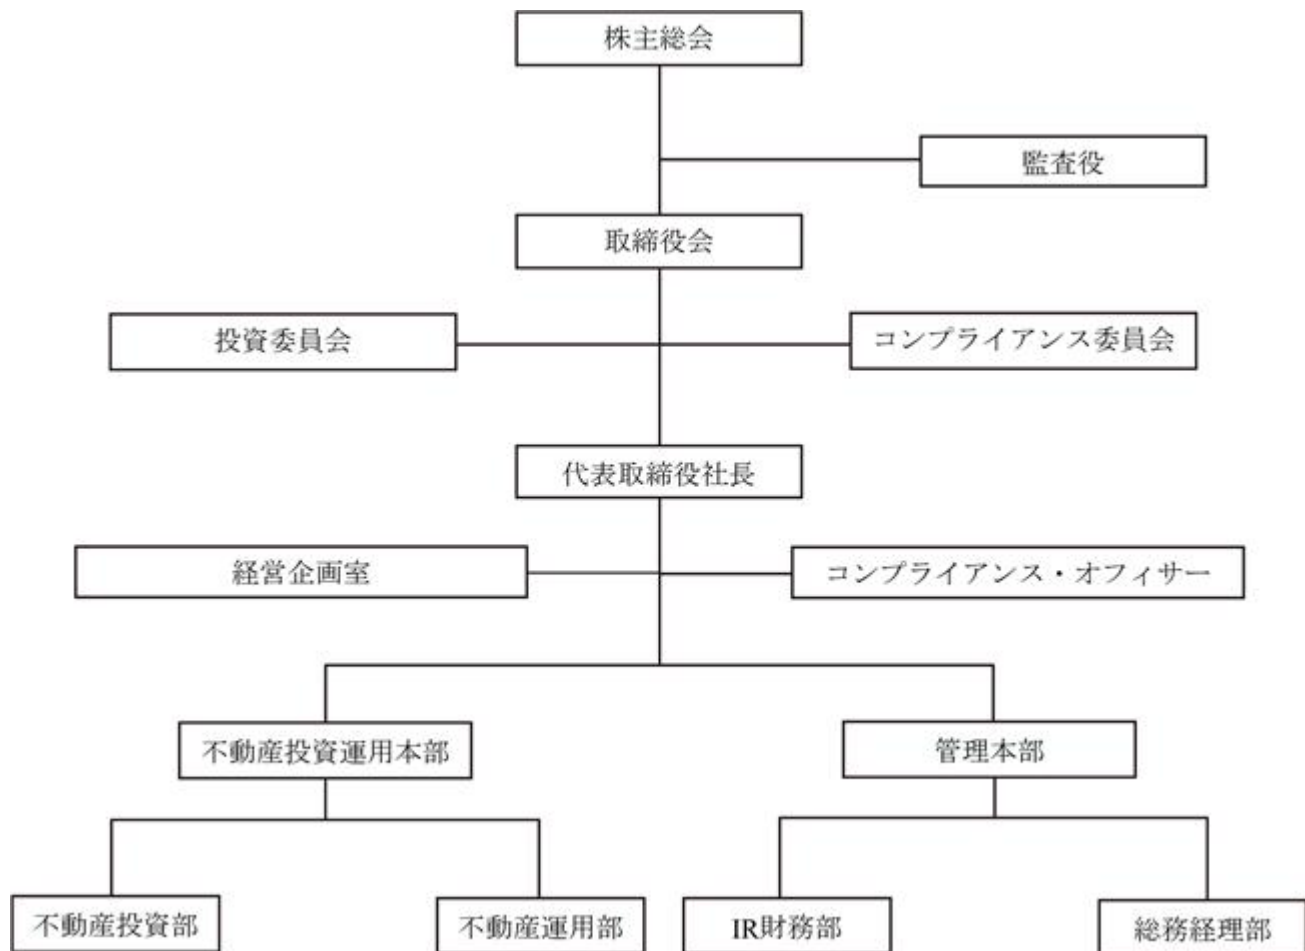 株主総会
監査役
取締役会
投資委員会
コンプライアンス委員会
代表取締役社長
経営企画室
コンプライアンス・オフィサー
不動産投資運用本部
管理本部
不動産投資部
不動産運用部
IR財務部
総務経理部